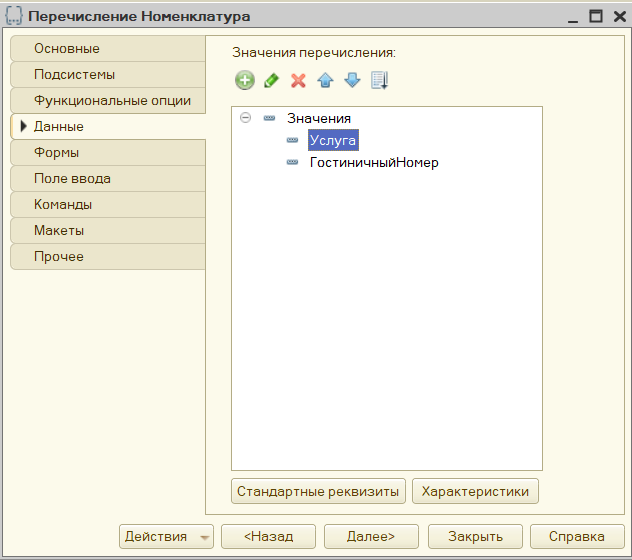 Перечисление Номенклатура
Основные
Подсистемы
Функциональные опции
Данные
Формы
Поле ввода
Команды
Макеты
Прочее
Значения перечисления:
Значения
Услуга
ГостиничныйНомер
Стандартные реквизиты
Характеристики
Действия
<Назад
Далее>
Закрыть
Справка